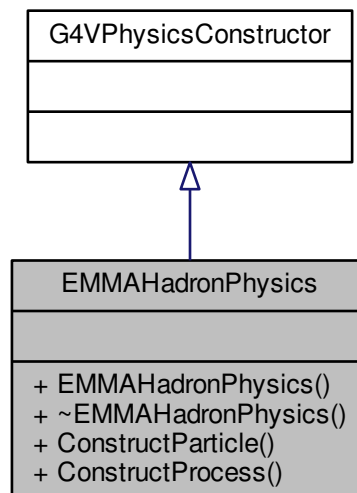 G4VPhysicsConstructor
EMMAHadronPhysics
+ EMMAHadronPhysics()
+ ~EMMAHadronPhysics()
+ ConstructParticle()
+ ConstructProcess()